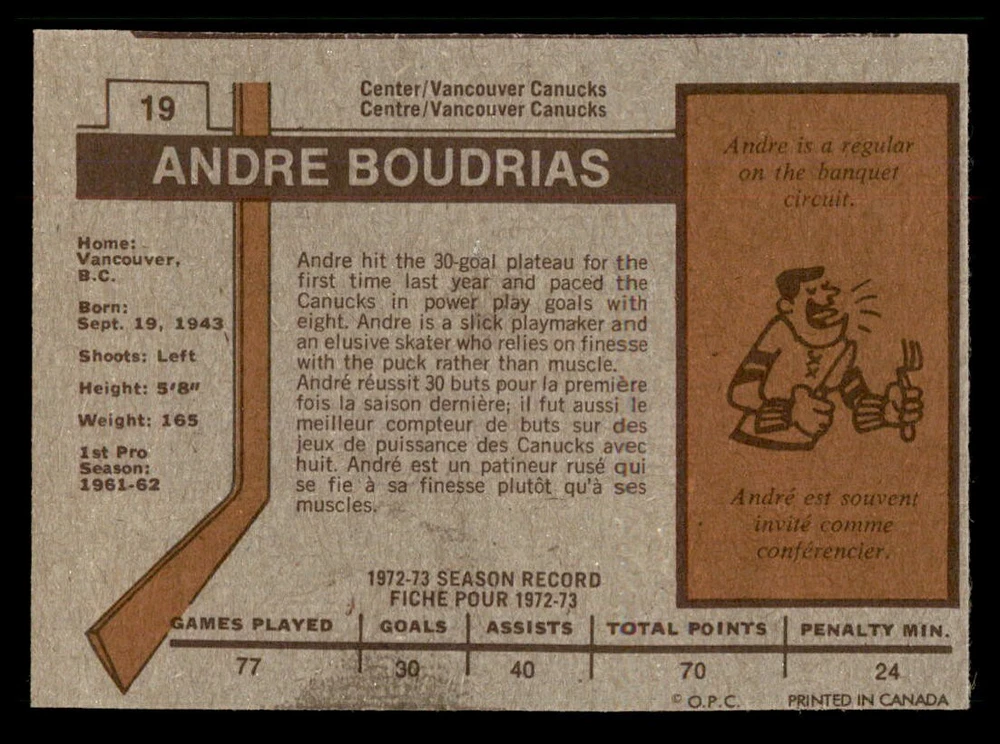 19
Center/Vancouver Canucks
Centre/Vancouver Canucks
ANDRE BOUDRIAS
Home:
Vancouver,
B.C.
Born:
Sept. 19, 1943
Shoots: Left
Height: 5'8"
Weight: 165
1st Pro
Season:
1961-62
Andre hit the 30-goal plateau for the
first time last year and paced the
Canucks in power play goals with
eight. Andre is a slick playmaker and
an elusive skater who relies on finesse
with the puck rather than muscle.
André réussit 30 buts pour la première
fois la saison dernière; il fut aussi le
meilleur compteur de buts sur des
jeux de puissance des Canucks avec
huit. André est un patineur rusé qui
se fie à sa finesse plutôt qu'à ses
muscles.
Andre is a regular
on the banquet
circuit.
André est souvent
invité comme
conférencier.
1972-73 SEASON RECORD
FICHE POUR 1972-73
GAMES PLAYED GOALS ASSISTS TOTAL POINTS PENALTY MIN.
77 30 40 70 24
© O.P.C. PRINTED IN CANADA